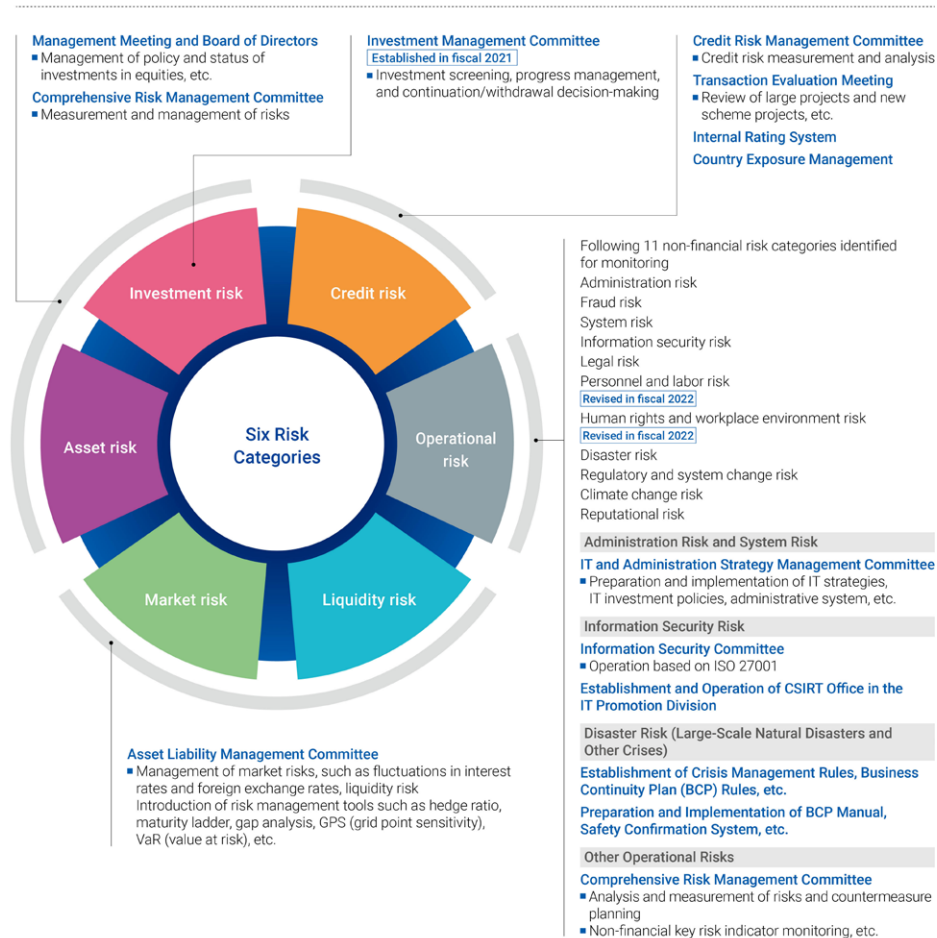 Management Meeting and Board of Directors
■ Management of policy and status of
investments in equities, etc.
Comprehensive Risk Management Committee
■ Measurement and management of risks
Investment Management Committee
Established in fiscal 2021
■ Investment screening, progress management,
and continuation/withdrawal decision-making
Credit Risk Management Committee
■ Credit risk measurement and analysis
Transaction Evaluation Meeting
■ Review of large projects and new
scheme projects, etc.
Internal Rating System
Country Exposure Management
Investment risk
Credit risk
Asset risk
Six Risk
Categories
Operational
risk
Market risk
Liquidity risk
Following 11 non-financial risk categories identified
for monitoring
Administration risk
Fraud risk
System risk
Information security risk
Legal risk
Personnel and labor risk
Revised in fiscal 2022
Human rights and workplace environment risk
Revised in fiscal 2022
Disaster risk
Regulatory and system change risk
Climate change risk
Reputational risk
Administration Risk and System Risk
IT and Administration Strategy Management Committee
■ Preparation and implementation of IT strategies,
IT investment policies, administrative system, etc.
Information Security Risk
Information Security Committee
■ Operation based on ISO 27001
Establishment and Operation of CSIRT Office in the
IT Promotion Division
Disaster Risk (Large-Scale Natural Disasters and
Other Crises)
Establishment of Crisis Management Rules, Business
Continuity Plan (BCP) Rules, etc.
Preparation and Implementation of BCP Manual,
Safety Confirmation System, etc.
Other Operational Risks
Comprehensive Risk Management Committee
■ Analysis and measurement of risks and countermeasure
planning
■ Non-financial key risk indicator monitoring, etc.
Asset Liability Management Committee
■ Management of market risks, such as fluctuations in interest
rates and foreign exchange rates, liquidity risk
Introduction of risk management tools such as hedge ratio,
maturity ladder, gap analysis, GPS (grid point sensitivity),
VaR (value at risk), etc.